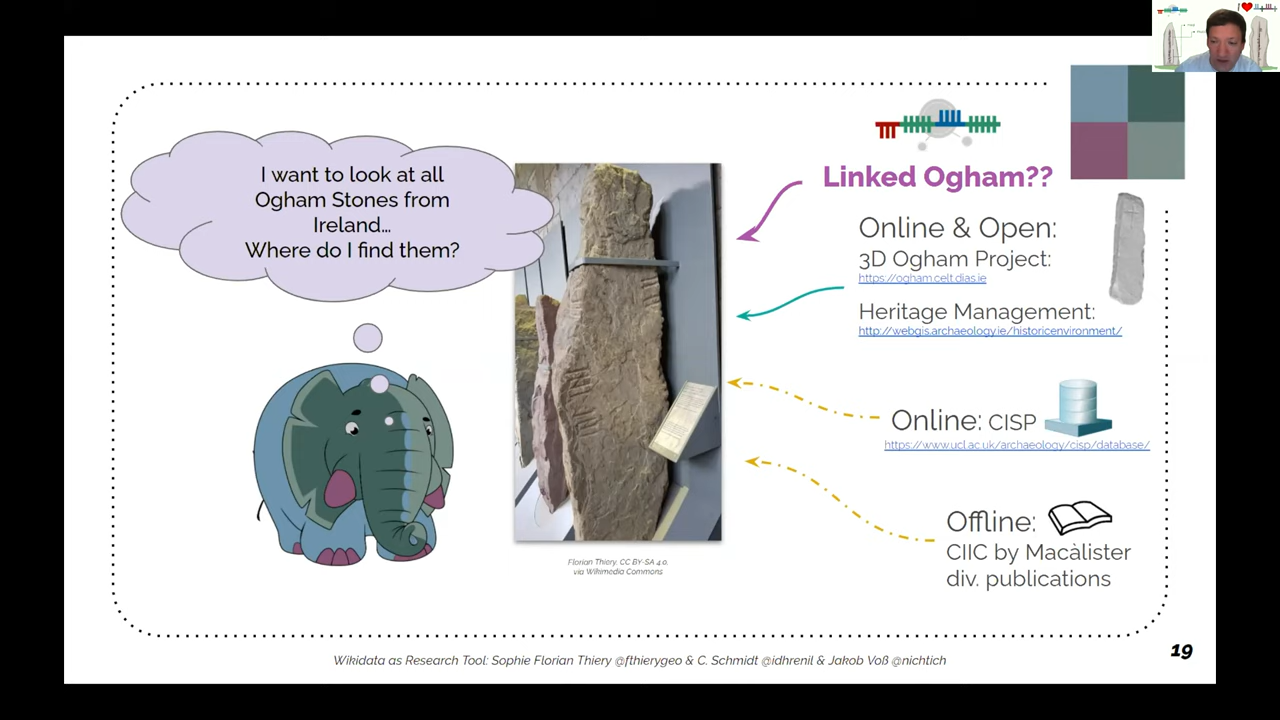 I want to look at all
Ogham Stones from
Ireland...
Where do I find them?
Linked Ogham??
Online & Open:
3D Ogham Project:
https://ogham.celt.dias.ie
Heritage Management:
http://webgis.archaeology.ie/historicenvironment/
Online: CISP
https://www.ucl.ac.uk/archaeology/cisp/database/
Offline:
CIIC by Macàlister
div. publications
Florian Thiery, CC BY-SA 4.0,
via Wikimedia Commons
Wikidata as Research Tool: Sophie Florian Thiery @fthierygeo & C. Schmidt @idhrenil & Jakob Voß @nichtich
19